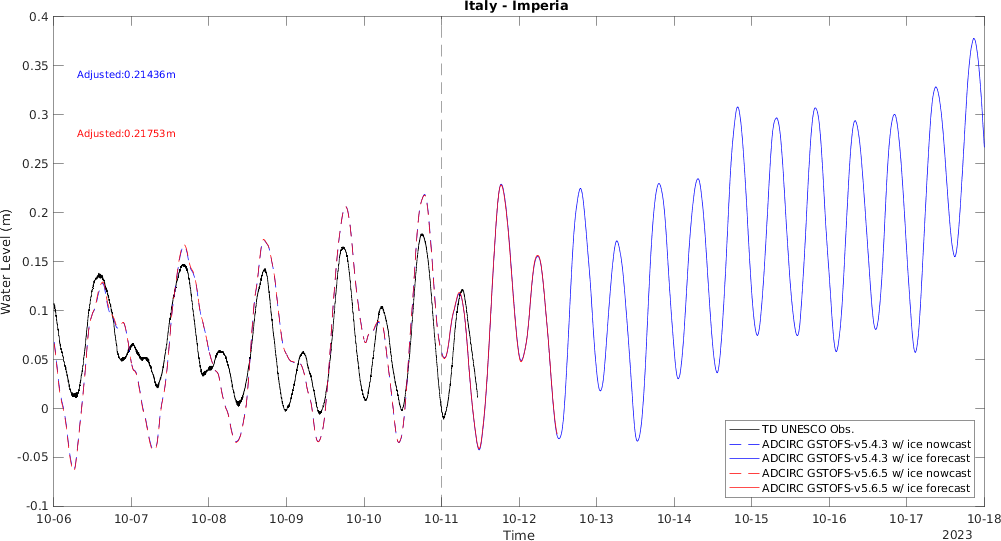 Italy - Imperia
0.4
0.35
0.3
0.25
0.2
0.15
0.1
0.05
0
-0.05
-0.1
Water Level (m)
Adjusted:0.21436m
Adjusted:0.21753m
TD UNESCO Obs.
ADCIRC GSTOFS-v5.4.3 w/ ice nowcast
ADCIRC GSTOFS-v5.4.3 w/ ice forecast
ADCIRC GSTOFS-v5.6.5 w/ ice nowcast
ADCIRC GSTOFS-v5.6.5 w/ ice forecast
10-06 10-07 10-08 10-09 10-10 10-11 10-12 10-13 10-14 10-15 10-16 10-17 10-18
Time
2023